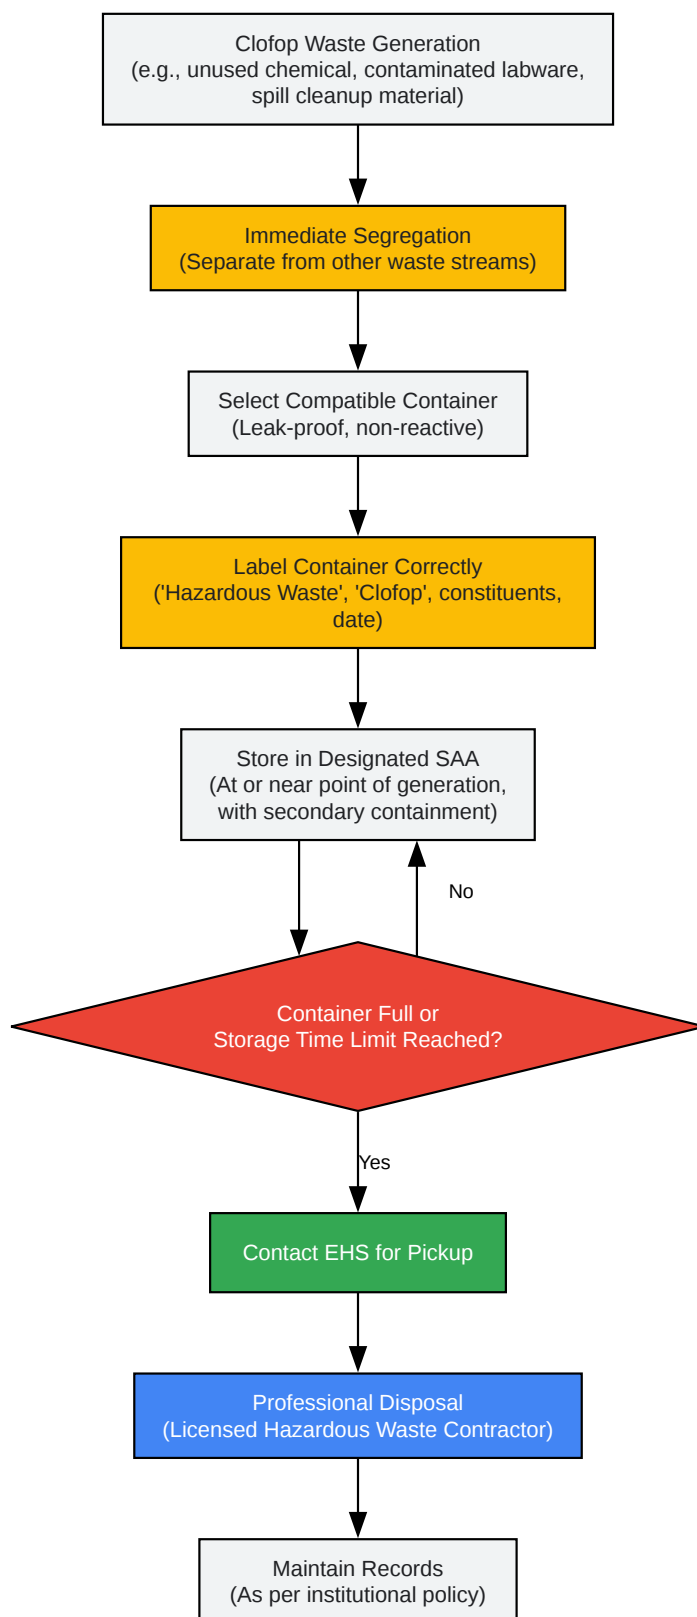 Clofop Waste Generation
(e.g., unused chemical, contaminated labware,
spill cleanup material)
Immediate Segregation
(Separate from other waste streams)
Select Compatible Container
(Leak-proof, non-reactive)
Label Container Correctly
('Hazardous Waste', 'Clofop', constituents,
date)
Store in Designated SAA
(At or near point of generation,
with secondary containment)
No
Container Full or
Storage Time Limit Reached?
Yes
Contact EHS for Pickup
Professional Disposal
(Licensed Hazardous Waste Contractor)
Maintain Records
(As per institutional policy)